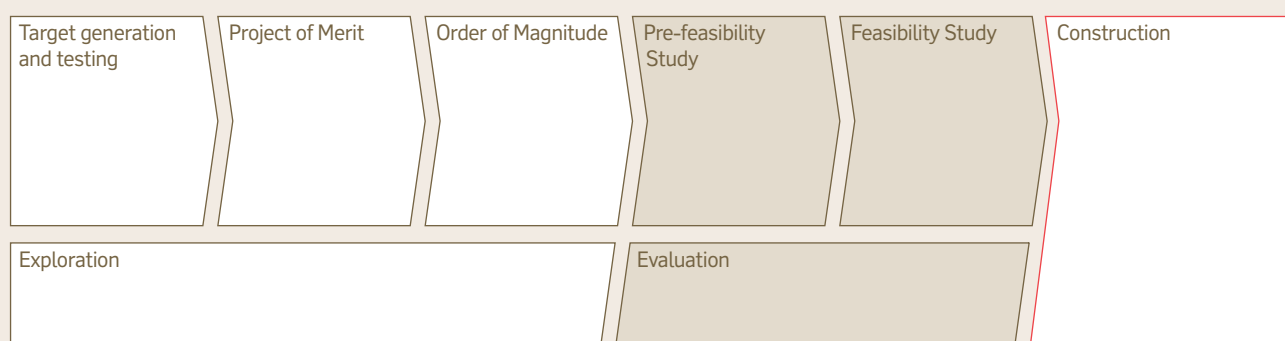 Target generation
and testing
Project of Merit
Order of Magnitude
Pre-feasibility
Study
Feasibility Study
Construction
Exploration
Evaluation